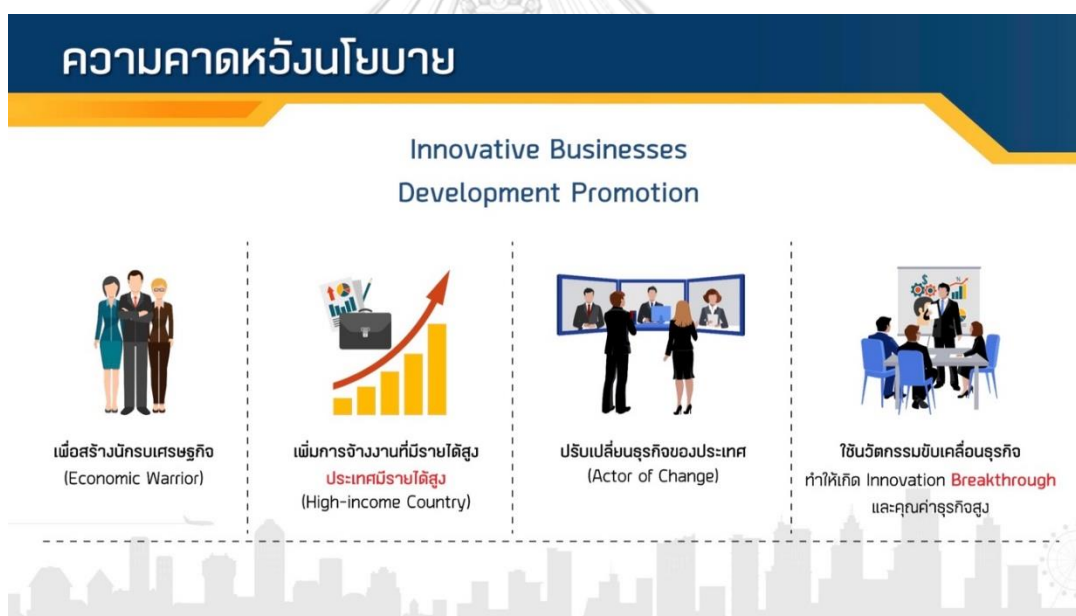 ความคาดหวังนโยบาย
Innovative Businesses
Development Promotion
เพื่อสร้างนักรบเศรษฐกิจ
(Economic Warrior)
เพิ่มการจ้างงานที่มีรายได้สูง
ประเทศมีรายได้สูง
(High-income Country)
ปรับเปลี่ยนธุรกิจของประเทศ
(Actor of Change)
ใช้นวัตกรรมขับเคลื่อนธุรกิจ
ทำให้เกิด Innovation Breakthrough
และคุณค่าธุรกิจสูง